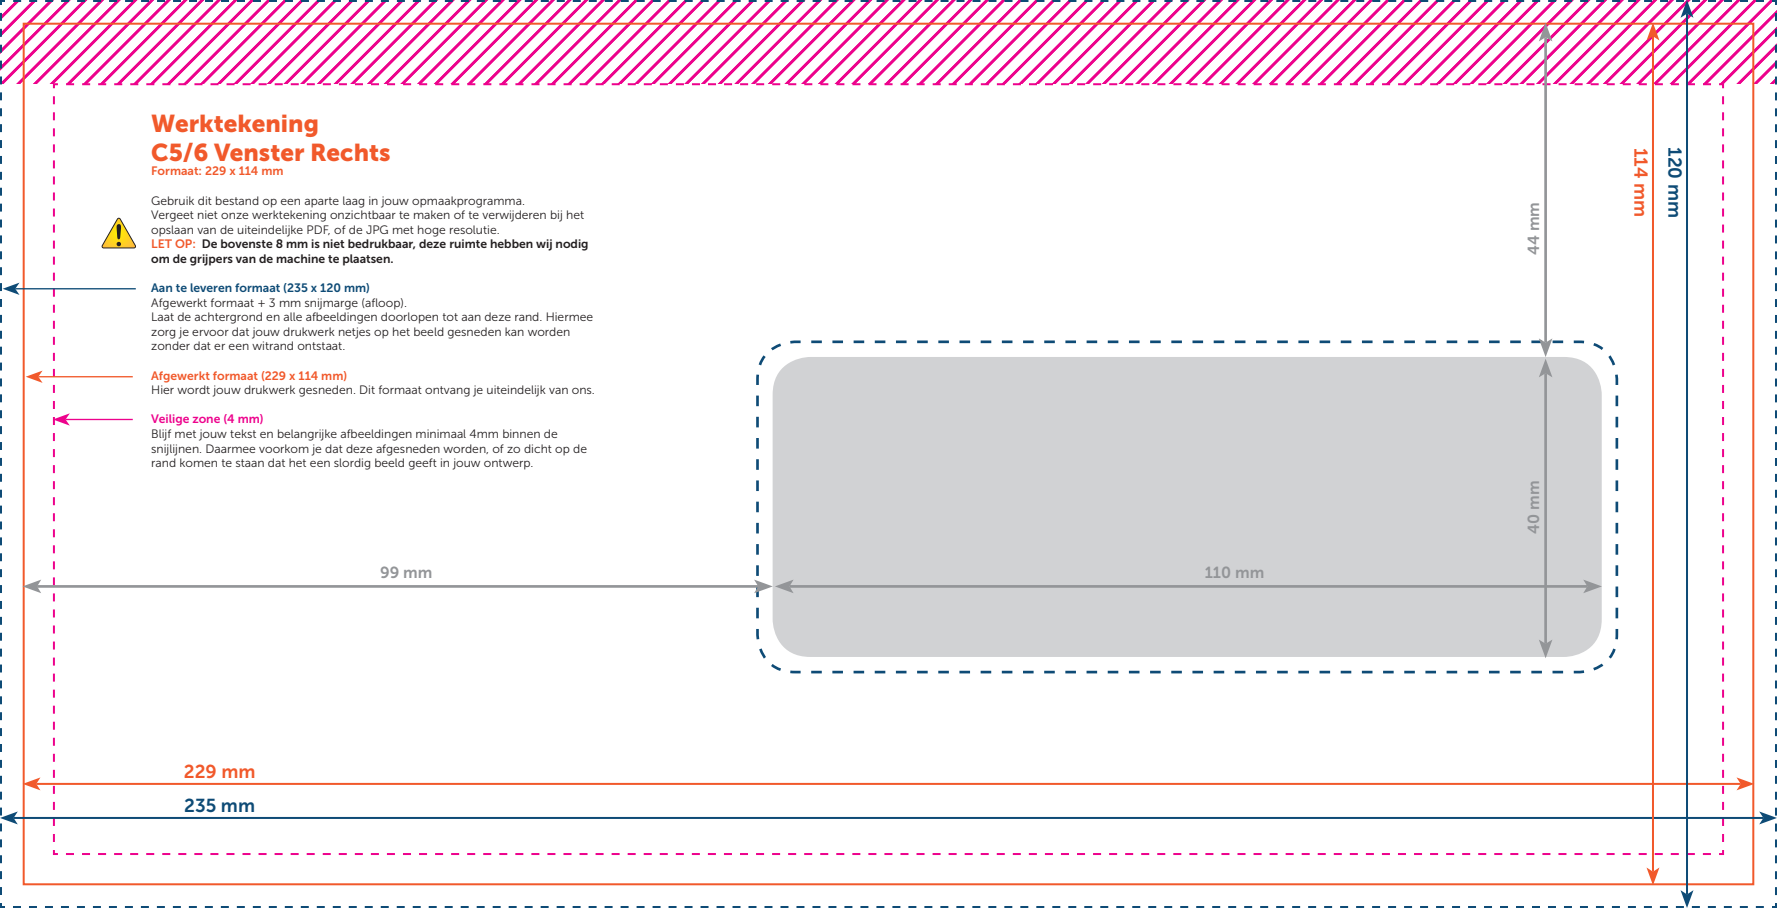 Werktekening
C5/6 Venster Rechts
Formaat: 229 x 114 mm
Gebruik dit bestand op een aparte laag in jouw opmaakprogramma.
Vergeet niet onze werktekening onzichtbaar te maken of te verwijderen bij het
opslaan van de uiteindelijke PDF, of de JPG met hoge resolutie.
LET OP: De bovenste 8 mm is niet bedrukbaar, deze ruimte hebben wij nodig
om de grijpers van de machine te plaatsen.
Aan te leveren formaat (235 x 120 mm)
Afgewerkt formaat + 3 mm snijmarge (afloop).
Laat de achtergrond en alle afbeeldingen doorlopen tot aan deze rand. Hiermee
zorg je ervoor dat jouw drukwerk netjes op het beeld gesneden kan worden
zonder dat er een witrand ontstaat.
Afgewerkt formaat (229 x 114 mm)
Hier wordt jouw drukwerk gesneden. Dit formaat ontvang je uiteindelijk van ons.
Veilige zone (4 mm)
Blijf met jouw tekst en belangrijke afbeeldingen minimaal 4mm binnen de
snijlijnen. Daarmee voorkom je dat deze afgesneden worden, of zo dicht op de
rand komen te staan dat het een slordig beeld geeft in jouw ontwerp.
44 mm
114 mm
120 mm
40 mm
99 mm
110 mm
229 mm
235 mm